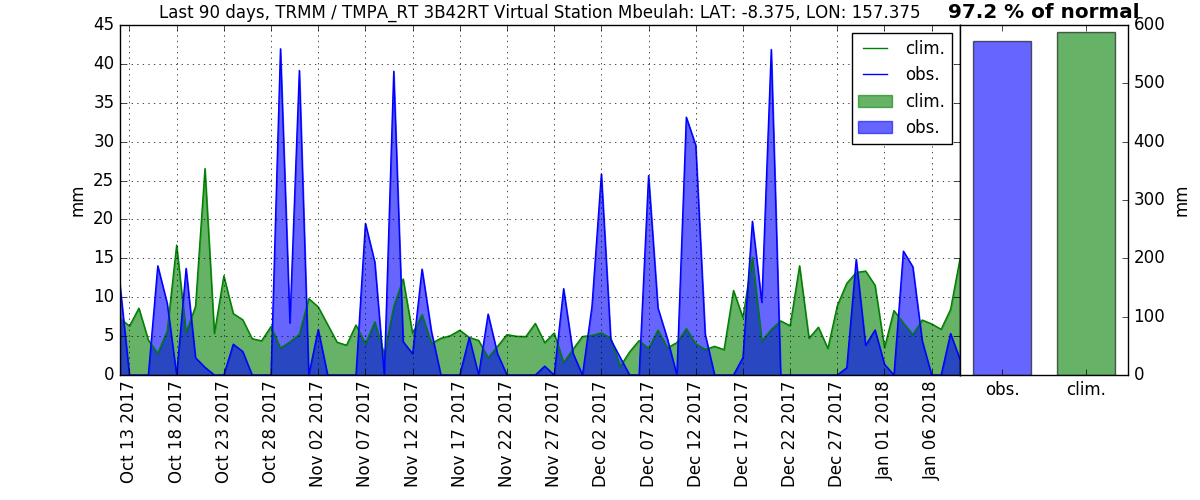 Last 90 days, TRMM / TMPA_RT 3B42RT Virtual Station Mbeulah: LAT: -8.375, LON: 157.375
97.2 % of normal
45
40
35
30
25
20
15
10
5
0
mm
clim.
obs.
clim.
obs.
600
500
400
300
200
100
0
mm
Oct 13 2017
Oct 18 2017
Oct 23 2017
Oct 28 2017
Nov 02 2017
Nov 07 2017
Nov 12 2017
Nov 17 2017
Nov 22 2017
Nov 27 2017
Dec 02 2017
Dec 07 2017
Dec 12 2017
Dec 17 2017
Dec 22 2017
Dec 27 2017
Jan 01 2018
Jan 06 2018
obs.
clim.